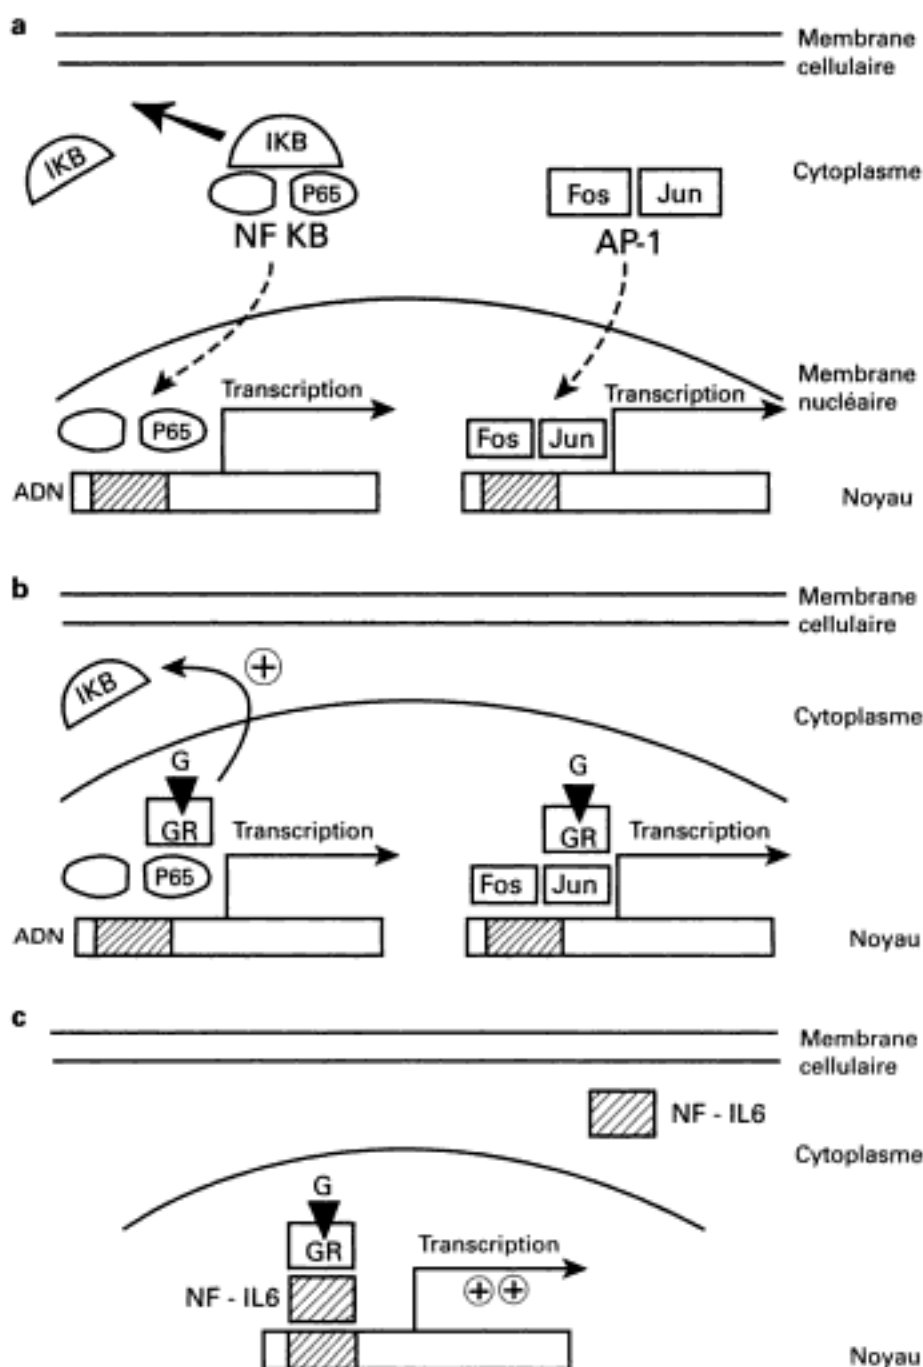 a
Membrane
cellulaire
IKB
IKB
P65
NF KB
Fos
Jun
AP-1
Cytoplasme
Membrane
nucléaire
Transcription
Transcription
P65
Fos
Jun
ADN
Noyau
b
Membrane
cellulaire
IKB
+
Cytoplasme
G
G
GR
GR
Transcription
Transcription
P65
Fos
Jun
ADN
Noyau
c
Membrane
cellulaire
NF - IL6
Cytoplasme
G
GR
Transcription
+ +
NF - IL6
Noyau